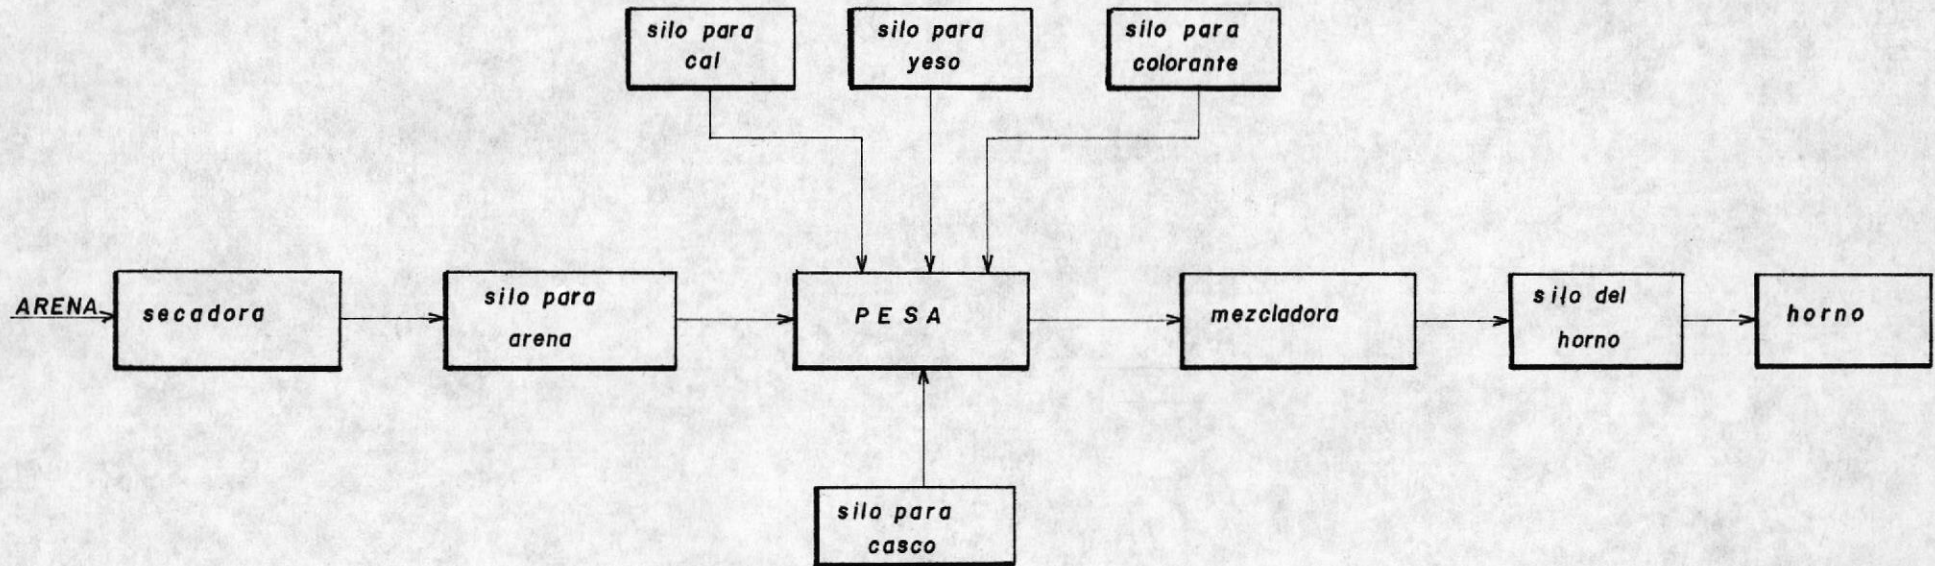 silo para
cal
silo para
yeso
silo para
colorante
ARENA
secadora
silo para
arena
PESA
mezcladora
silo del
horno
horno
silo para
casco